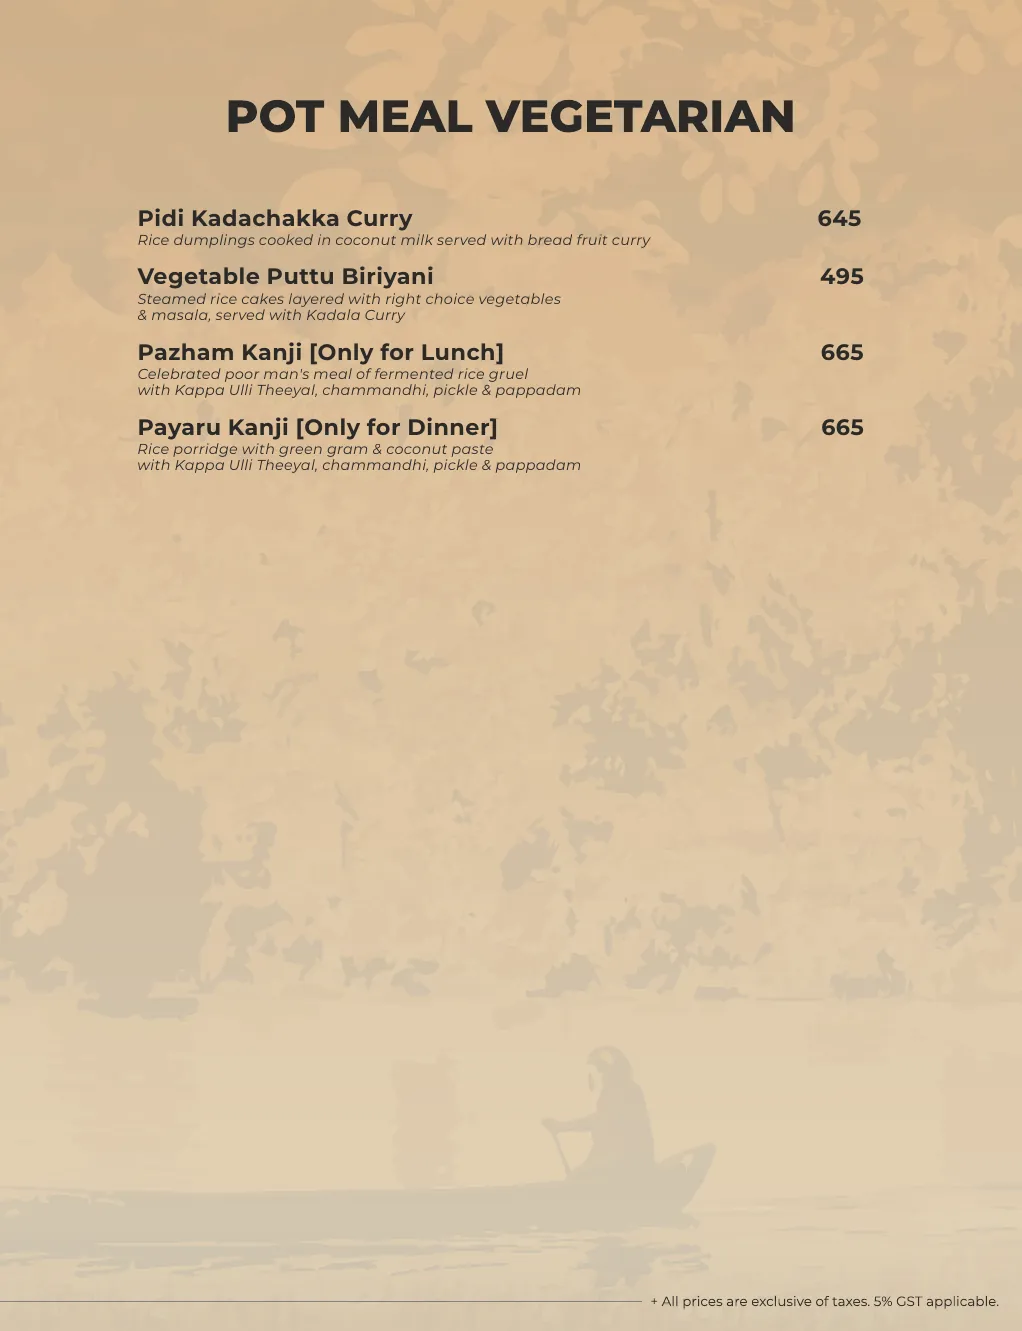 POT MEAL VEGETARIAN
Pidi Kadachakka Curry 645
Rice dumplings cooked in coconut milk served with bread fruit curry
Vegetable Puttu Biriyani 495
Steamed rice cakes layered with right choice vegetables
& masala, served with Kadala Curry
Pazham Kanji [Only for Lunch] 665
Celebrated poor man's meal of fermented rice gruel
with Kappa Ulli Theeyal, chammandhi, pickle & pappadam
Payaru Kanji [Only for Dinner] 665
Rice porridge with green gram & coconut paste
with Kappa Ulli Theeyal, chammandhi, pickle & pappadam
+ All prices are exclusive of taxes. 5% GST applicable.